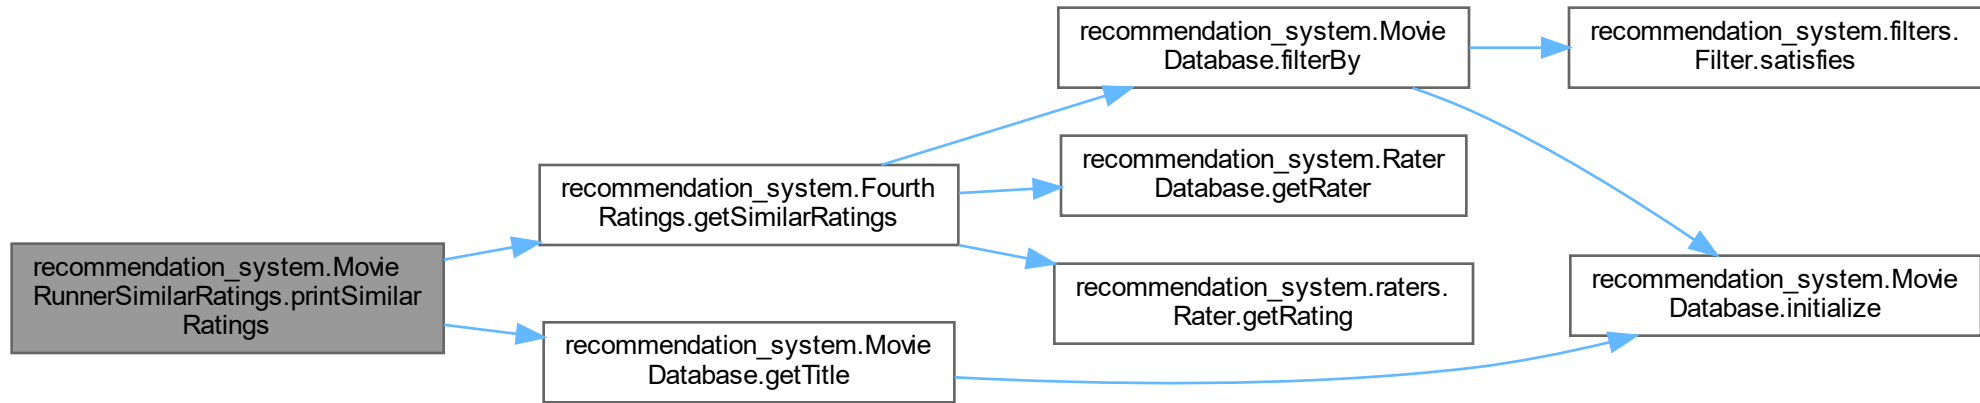 recommendation_system.Movie
RunnerSimilarRatings.printSimilar
Ratings
recommendation_system.Fourth
Ratings.getSimilarRatings
recommendation_system.Movie
Database.getTitle
recommendation_system.Movie
Database.filterBy
recommendation_system.Rater
Database.getRater
recommendation_system.raters.
Rater.getRating
recommendation_system.filters.
Filter.satisfies
recommendation_system.Movie
Database.initialize